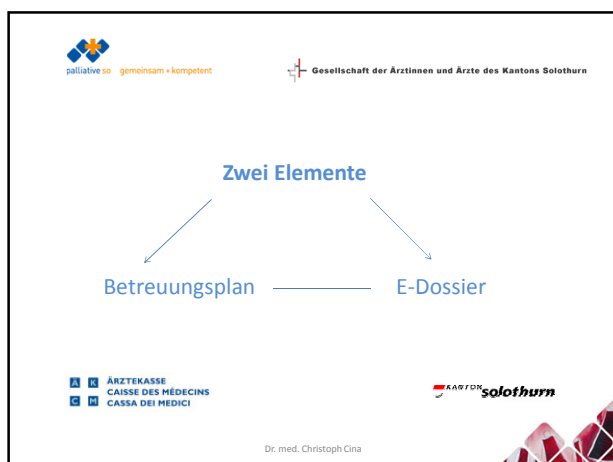 palliative so gemeinsam + kompetent
Gesellschaft der Ärztinnen und Ärzte des Kantons Solothurn
Zwei Elemente
Betreuungsplan
E-Dossier
Ä K ÄRZTEKASSE
CAISSE DES MÉDECINS
C M CASSA DEI MEDICI
KANTON solothurn
Dr. med. Christoph Cina